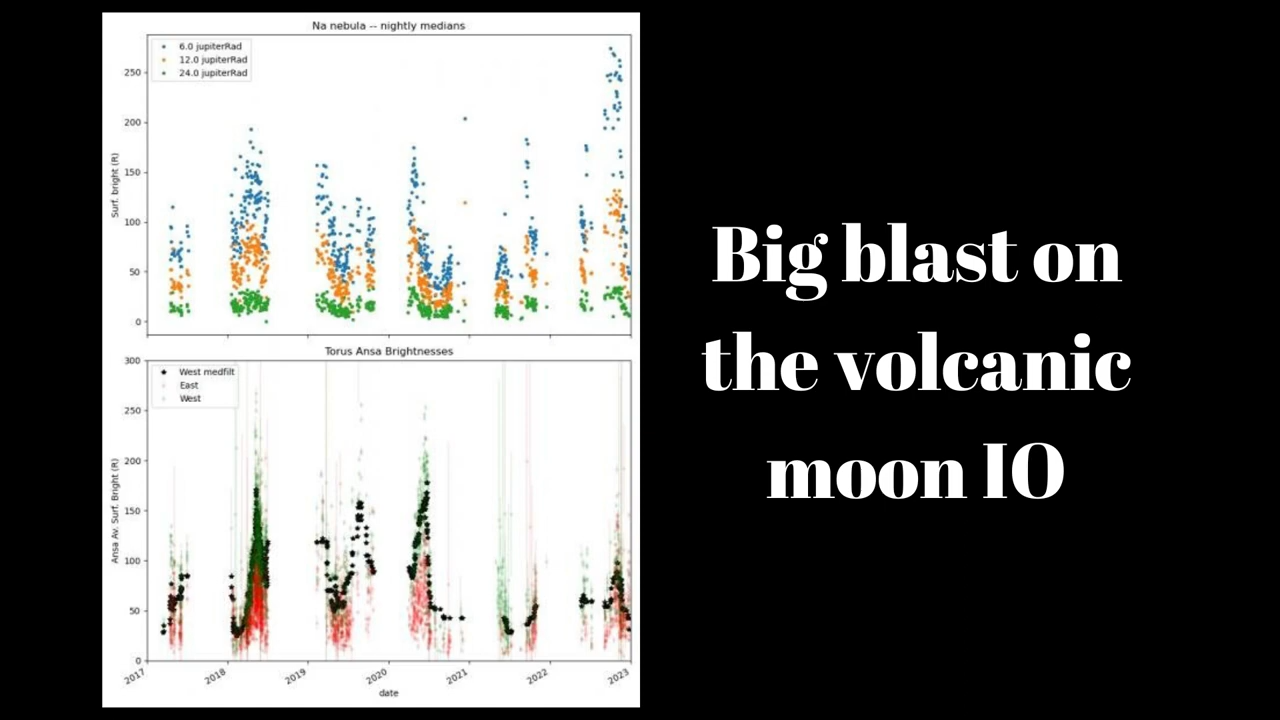 Na nebula -- nightly medians
6.0 jupiterRad
12.0 jupiterRad
24.0 jupiterRad
250
200
150
100
50
0
Surf. bright (R)
Torus Ansa Brightnesses
West medfilt
East
West
300
250
200
150
100
50
0
Ansa Av. Surf. Bright (R)
2017
2018
2019
2020
2021
2022
2023
date
Big blast on
the volcanic
moon IO